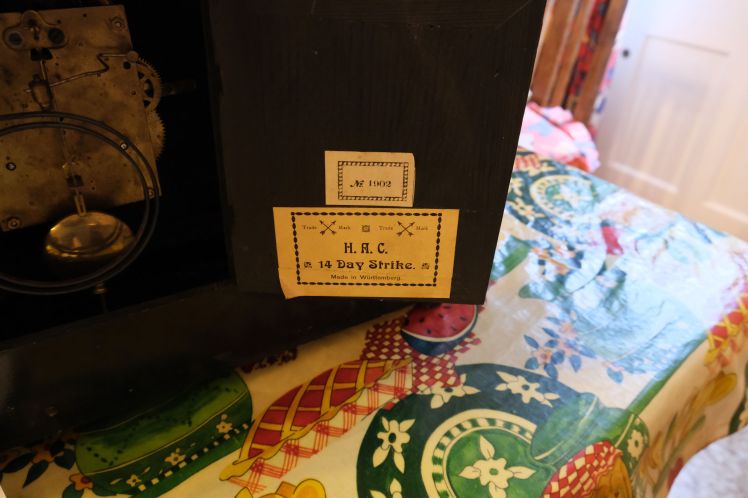 № 1902
Trade Mark. Trade Mark.
H. A. C.
14 Day Strike.
Made in Württemberg.